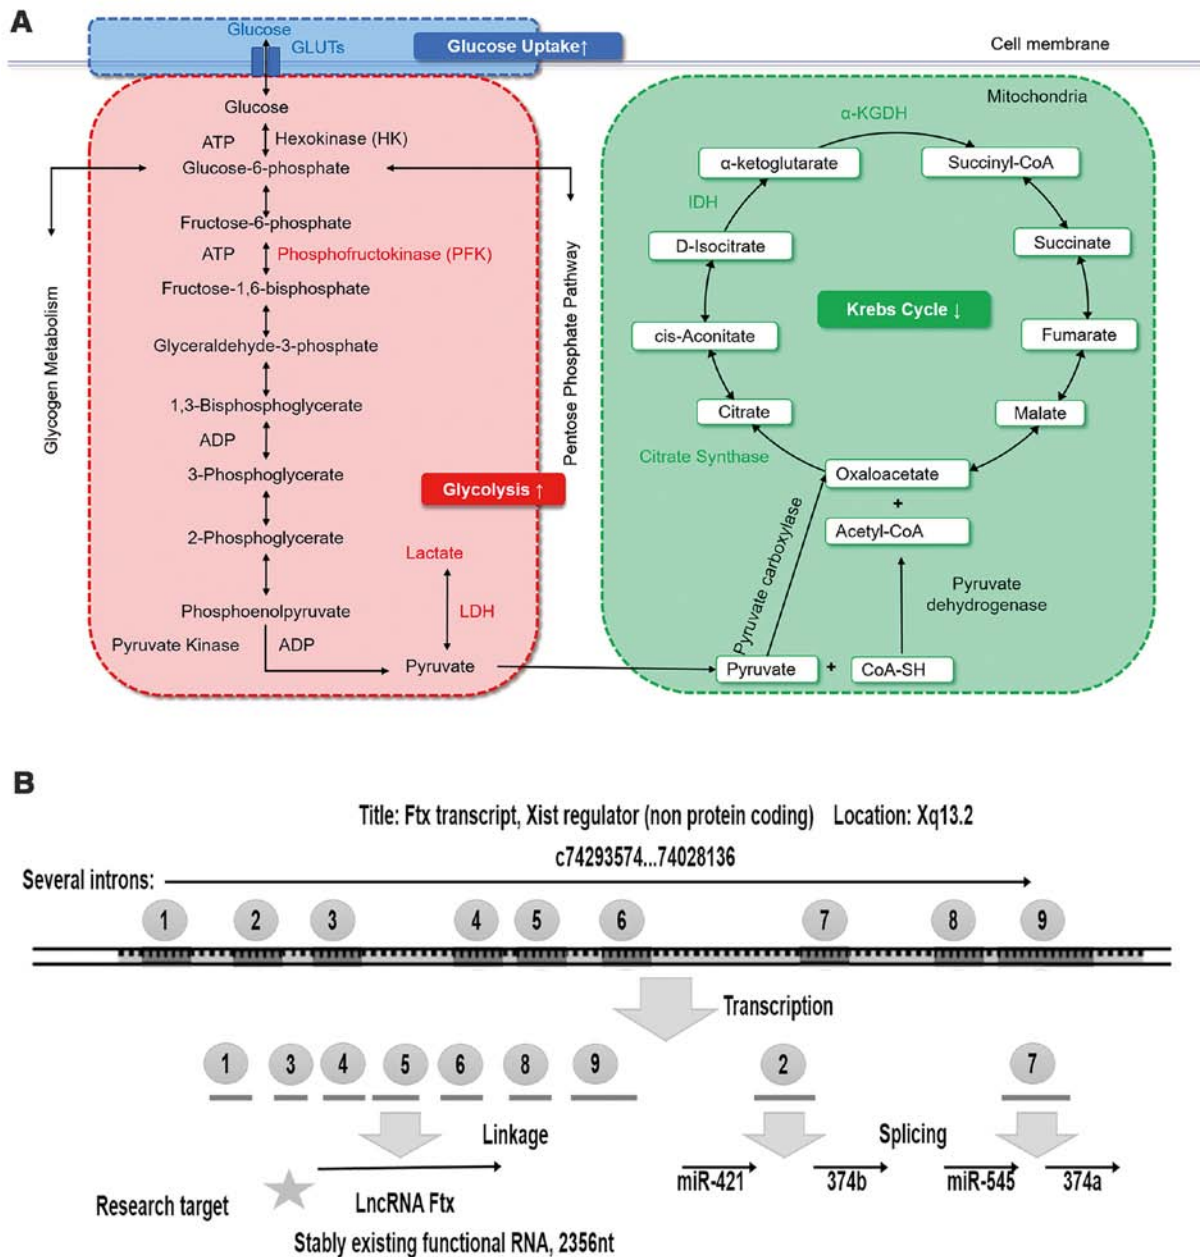 A
Glucose
GLUTs
Glucose Uptake↑
Cell membrane
Glucose
ATP
Hexokinase (HK)
Glucose-6-phosphate
Fructose-6-phosphate
ATP
Phosphofructokinase (PFK)
Fructose-1,6-bisphosphate
Glyceraldehyde-3-phosphate
1,3-Bisphosphoglycerate
ADP
3-Phosphoglycerate
2-Phosphoglycerate
Phosphoenolpyruvate
Pyruvate Kinase
ADP
Pyruvate
LDH
Lactate
Glycolysis ↑
Glycogen Metabolism
Pentose Phosphate Pathway
Mitochondria
α-KGDH
α-ketoglutarate
Succinyl-CoA
IDH
D-Isocitrate
Succinate
Krebs Cycle ↓
cis-Aconitate
Fumarate
Citrate
Malate
Citrate Synthase
Oxaloacetate
+
Acetyl-CoA
Pyruvate carboxylase
Pyruvate
dehydrogenase
Pyruvate
+
CoA-SH
B
Title: Ftx transcript, Xist regulator (non protein coding) Location: Xq13.2
c74293574...74028136
Several introns:
1 2 3 4 5 6 7 8 9
Transcription
1 3 4 5 6 8 9 2 7
Linkage
Splicing
miR-421 374b miR-545 374a
Research target
LncRNA Ftx
Stably existing functional RNA, 2356nt